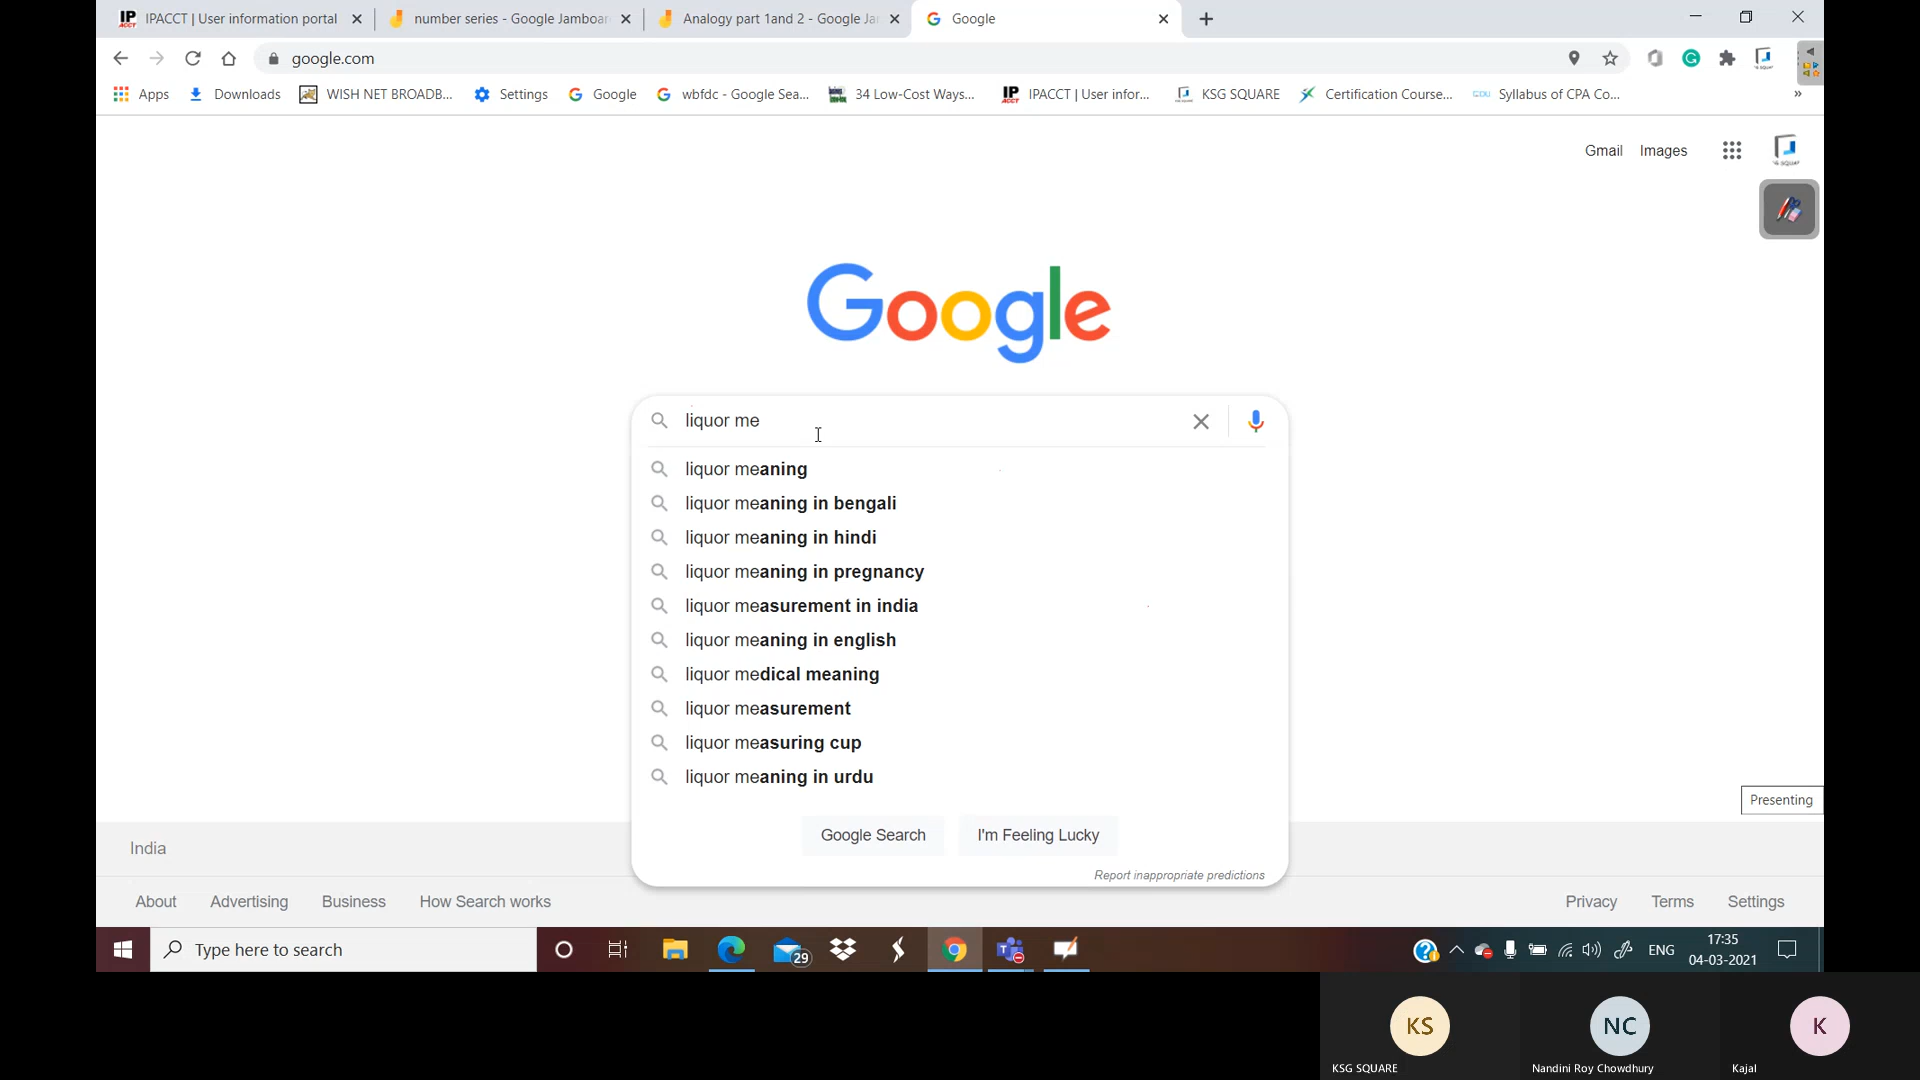 IPACCT | User information portal
number series - Google Jamboar
Analogy part 1and 2 - Google Ja
Google
google.com
Apps
Downloads
WISH NET BROADB...
Settings
Google
wbfdc - Google Sea...
34 Low-Cost Ways...
IPACCT | User infor...
KSG SQUARE
Certification Course...
Syllabus of CPA Co...
»
Gmail Images
Google
liquor me
liquor meaning
liquor meaning in bengali
liquor meaning in hindi
liquor meaning in pregnancy
liquor measurement in india
liquor meaning in english
liquor medical meaning
liquor measurement
liquor measuring cup
liquor meaning in urdu
Google Search I'm Feeling Lucky
Report inappropriate predictions
Presenting
India
About Advertising Business How Search works
Privacy Terms Settings
Type here to search
29
ENG
17:35
04-03-2021
KS
NC
K
KSG SQUARE
Nandini Roy Chowdhury
Kajal